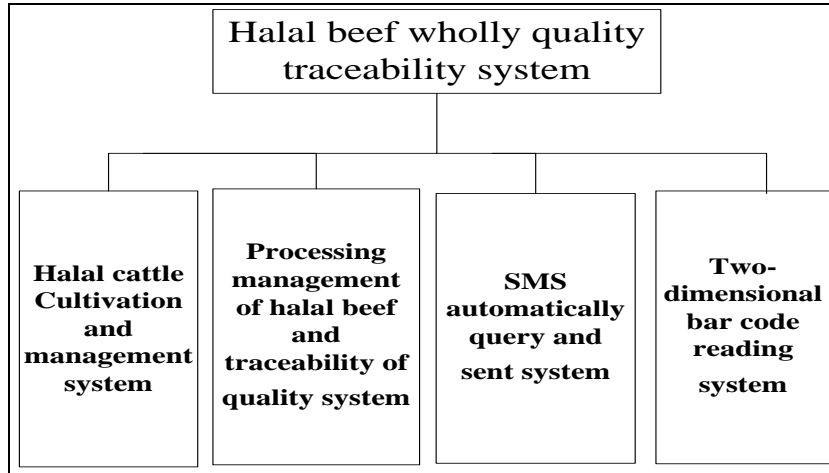 Halal beef wholly quality
traceability system
Halal cattle
Cultivation
and
management
system
Processing
management
of halal beef
and
traceability of
quality system
SMS
automatically
query and
sent system
Two-
dimensional
bar code
reading
system